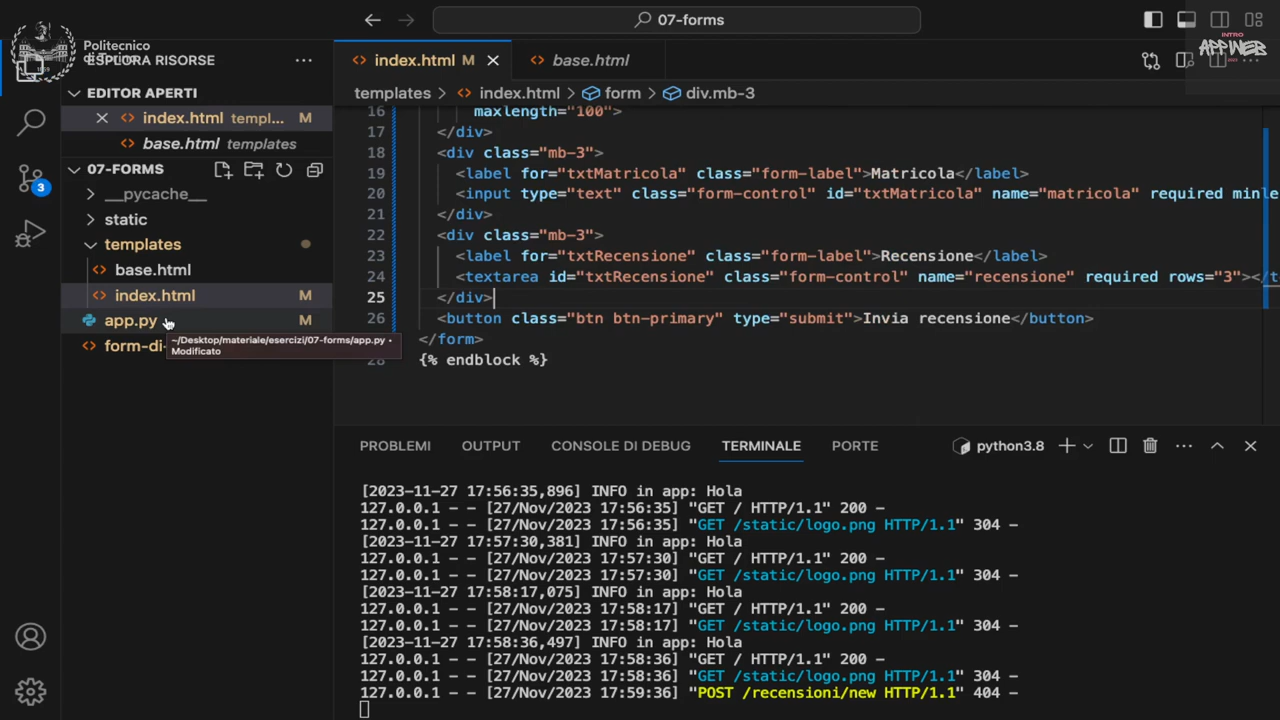 07-forms
Politecnico
di Torino
ESPLORA RISORSE
INTRO
APPWEB
index.html M
base.html
EDITOR APERTI
index.html templ... M
base.html templates
07-FORMS
__pycache__
static
templates
base.html
index.html M
app.py M
form-di-
~/Desktop/materiale/esercizi/07-forms/app.py •
Modificato
3
templates > index.html > form > div.mb-3
16 maxlength="100">
17 </div>
18 <div class="mb-3">
19 <label for="txtMatricola" class="form-label">Matricola</label>
20 <input type="text" class="form-control" id="txtMatricola" name="matricola" required minle
21 </div>
22 <div class="mb-3">
23 <label for="txtRecensione" class="form-label">Recensione</label>
24 <textarea id="txtRecensione" class="form-control" name="recensione" required rows="3"></t
25 </div>
26 <button class="btn btn-primary" type="submit">Invia recensione</button>
</form>
28 {% endblock %}
PROBLEMI OUTPUT CONSOLE DI DEBUG TERMINALE PORTE python3.8
[2023-11-27 17:56:35,896] INFO in app: Hola
127.0.0.1 - - [27/Nov/2023 17:56:35] "GET / HTTP/1.1" 200 -
127.0.0.1 - - [27/Nov/2023 17:56:35] "GET /static/logo.png HTTP/1.1" 304 -
[2023-11-27 17:57:30,381] INFO in app: Hola
127.0.0.1 - - [27/Nov/2023 17:57:30] "GET / HTTP/1.1" 200 -
127.0.0.1 - - [27/Nov/2023 17:57:30] "GET /static/logo.png HTTP/1.1" 304 -
[2023-11-27 17:58:17,075] INFO in app: Hola
127.0.0.1 - - [27/Nov/2023 17:58:17] "GET / HTTP/1.1" 200 -
127.0.0.1 - - [27/Nov/2023 17:58:17] "GET /static/logo.png HTTP/1.1" 304 -
[2023-11-27 17:58:36,497] INFO in app: Hola
127.0.0.1 - - [27/Nov/2023 17:58:36] "GET / HTTP/1.1" 200 -
127.0.0.1 - - [27/Nov/2023 17:58:36] "GET /static/logo.png HTTP/1.1" 304 -
127.0.0.1 - - [27/Nov/2023 17:59:36] "POST /recensioni/new HTTP/1.1" 404 -